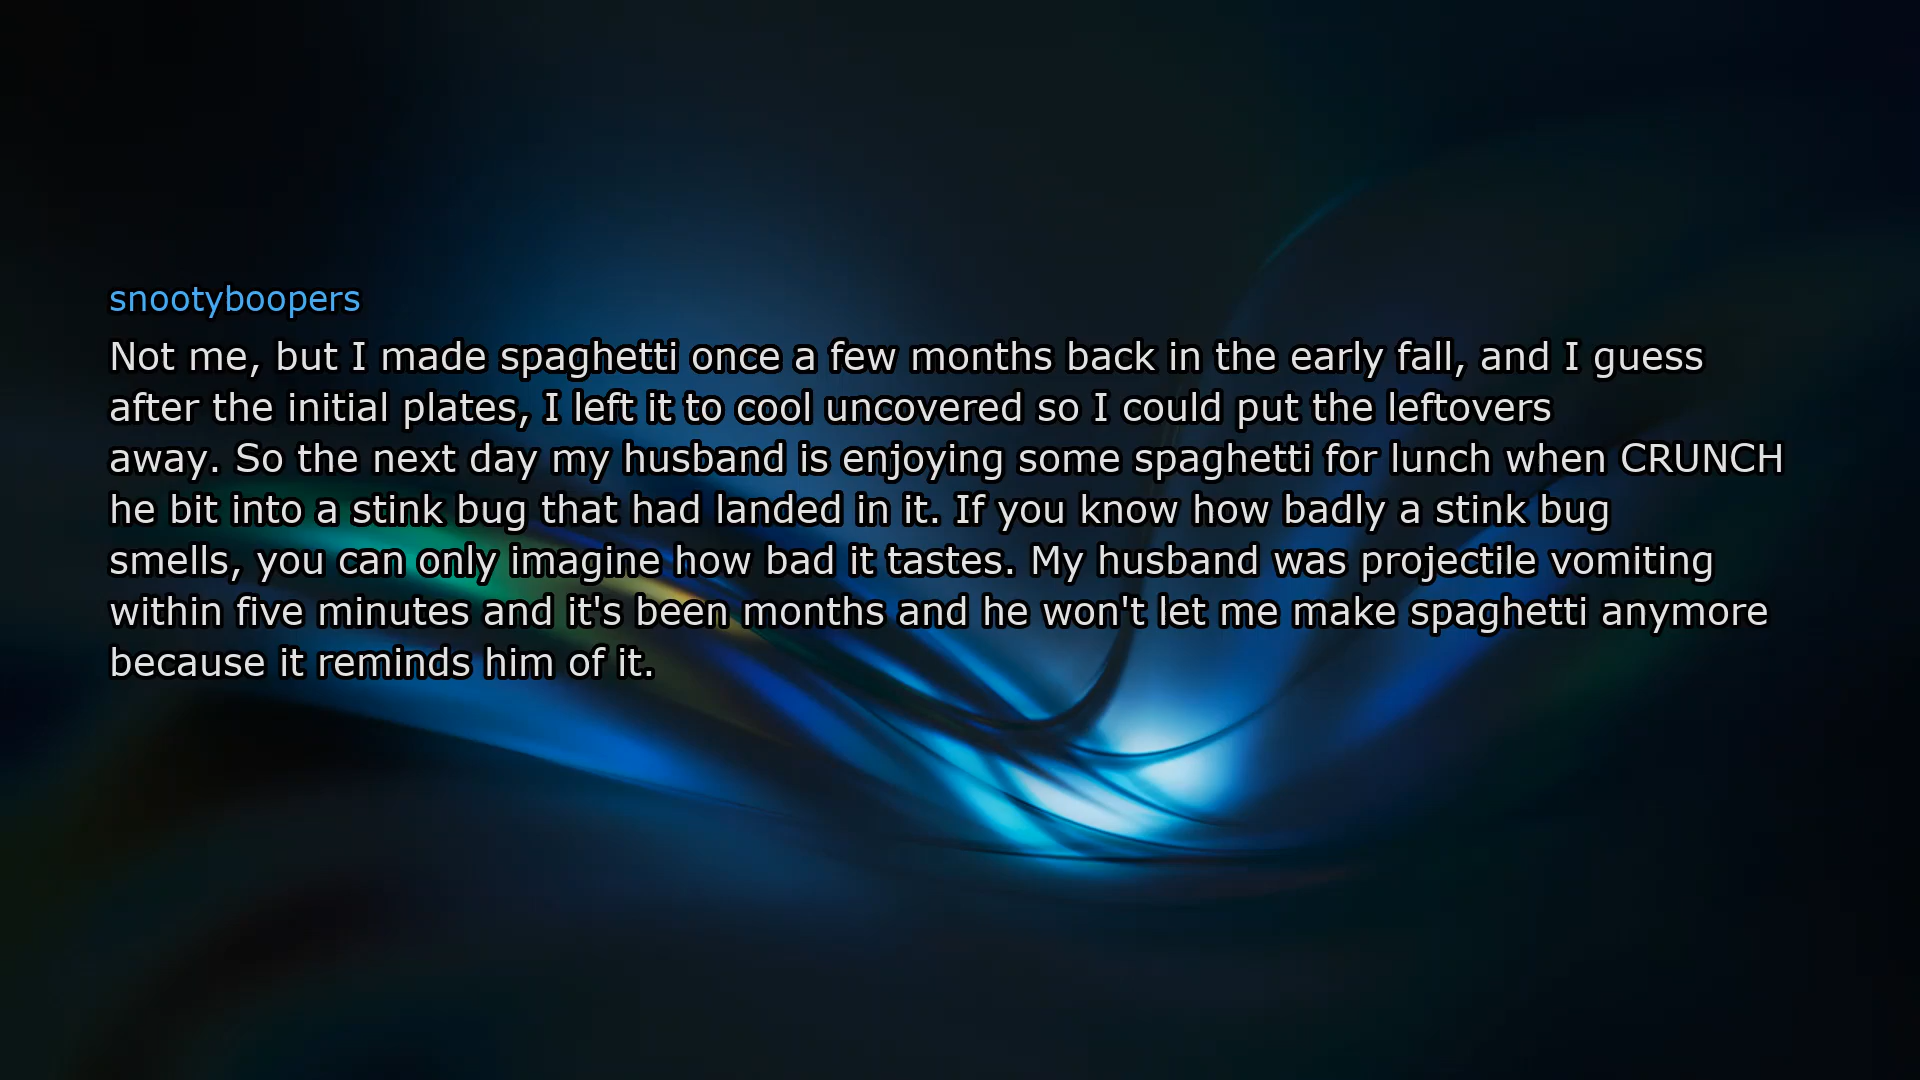 snootyboopers
Not me, but I made spaghetti once a few months back in the early fall, and I guess
after the initial plates, I left it to cool uncovered so I could put the leftovers
away. So the next day my husband is enjoying some spaghetti for lunch when CRUNCH
he bit into a stink bug that had landed in it. If you know how badly a stink bug
smells, you can only imagine how bad it tastes. My husband was projectile vomiting
within five minutes and it's been months and he won't let me make spaghetti anymore
because it reminds him of it.